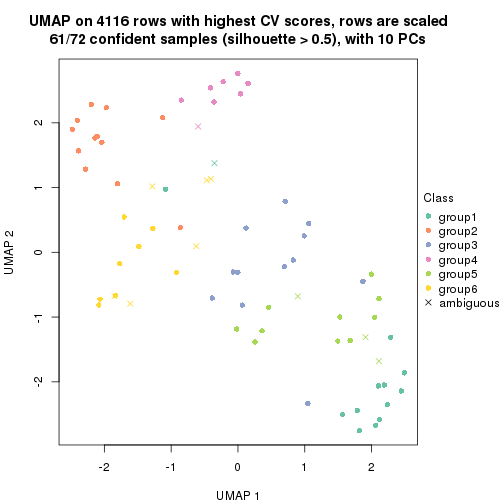 UMAP on 4116 rows with highest CV scores, rows are scaled
61/72 confident samples (silhouette > 0.5), with 10 PCs
UMAP 2
2
1
0
-1
-2
-2
-1
0
1
2
UMAP 1
Class
group1
group2
group3
group4
group5
group6
ambiguous